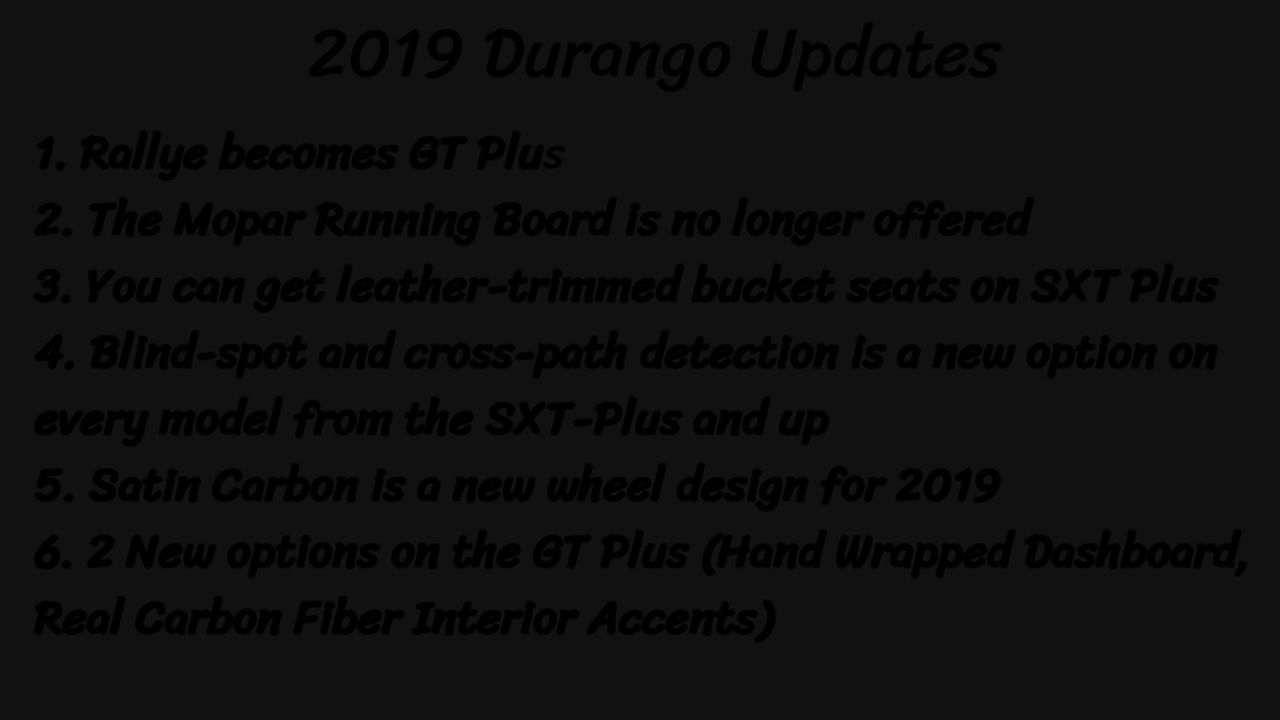 2019 Durango Updates
1. Rallye becomes GT Plus
2. The Mopar Running Board is no longer offered
3. You can get leather-trimmed bucket seats on SXT Plus
4. Blind-spot and cross-path detection is a new option on
every model from the SXT-Plus and up
5. Satin Carbon is a new wheel design for 2019
6. 2 New options on the GT Plus (Hand Wrapped Dashboard,
Real Carbon Fiber Interior Accents)